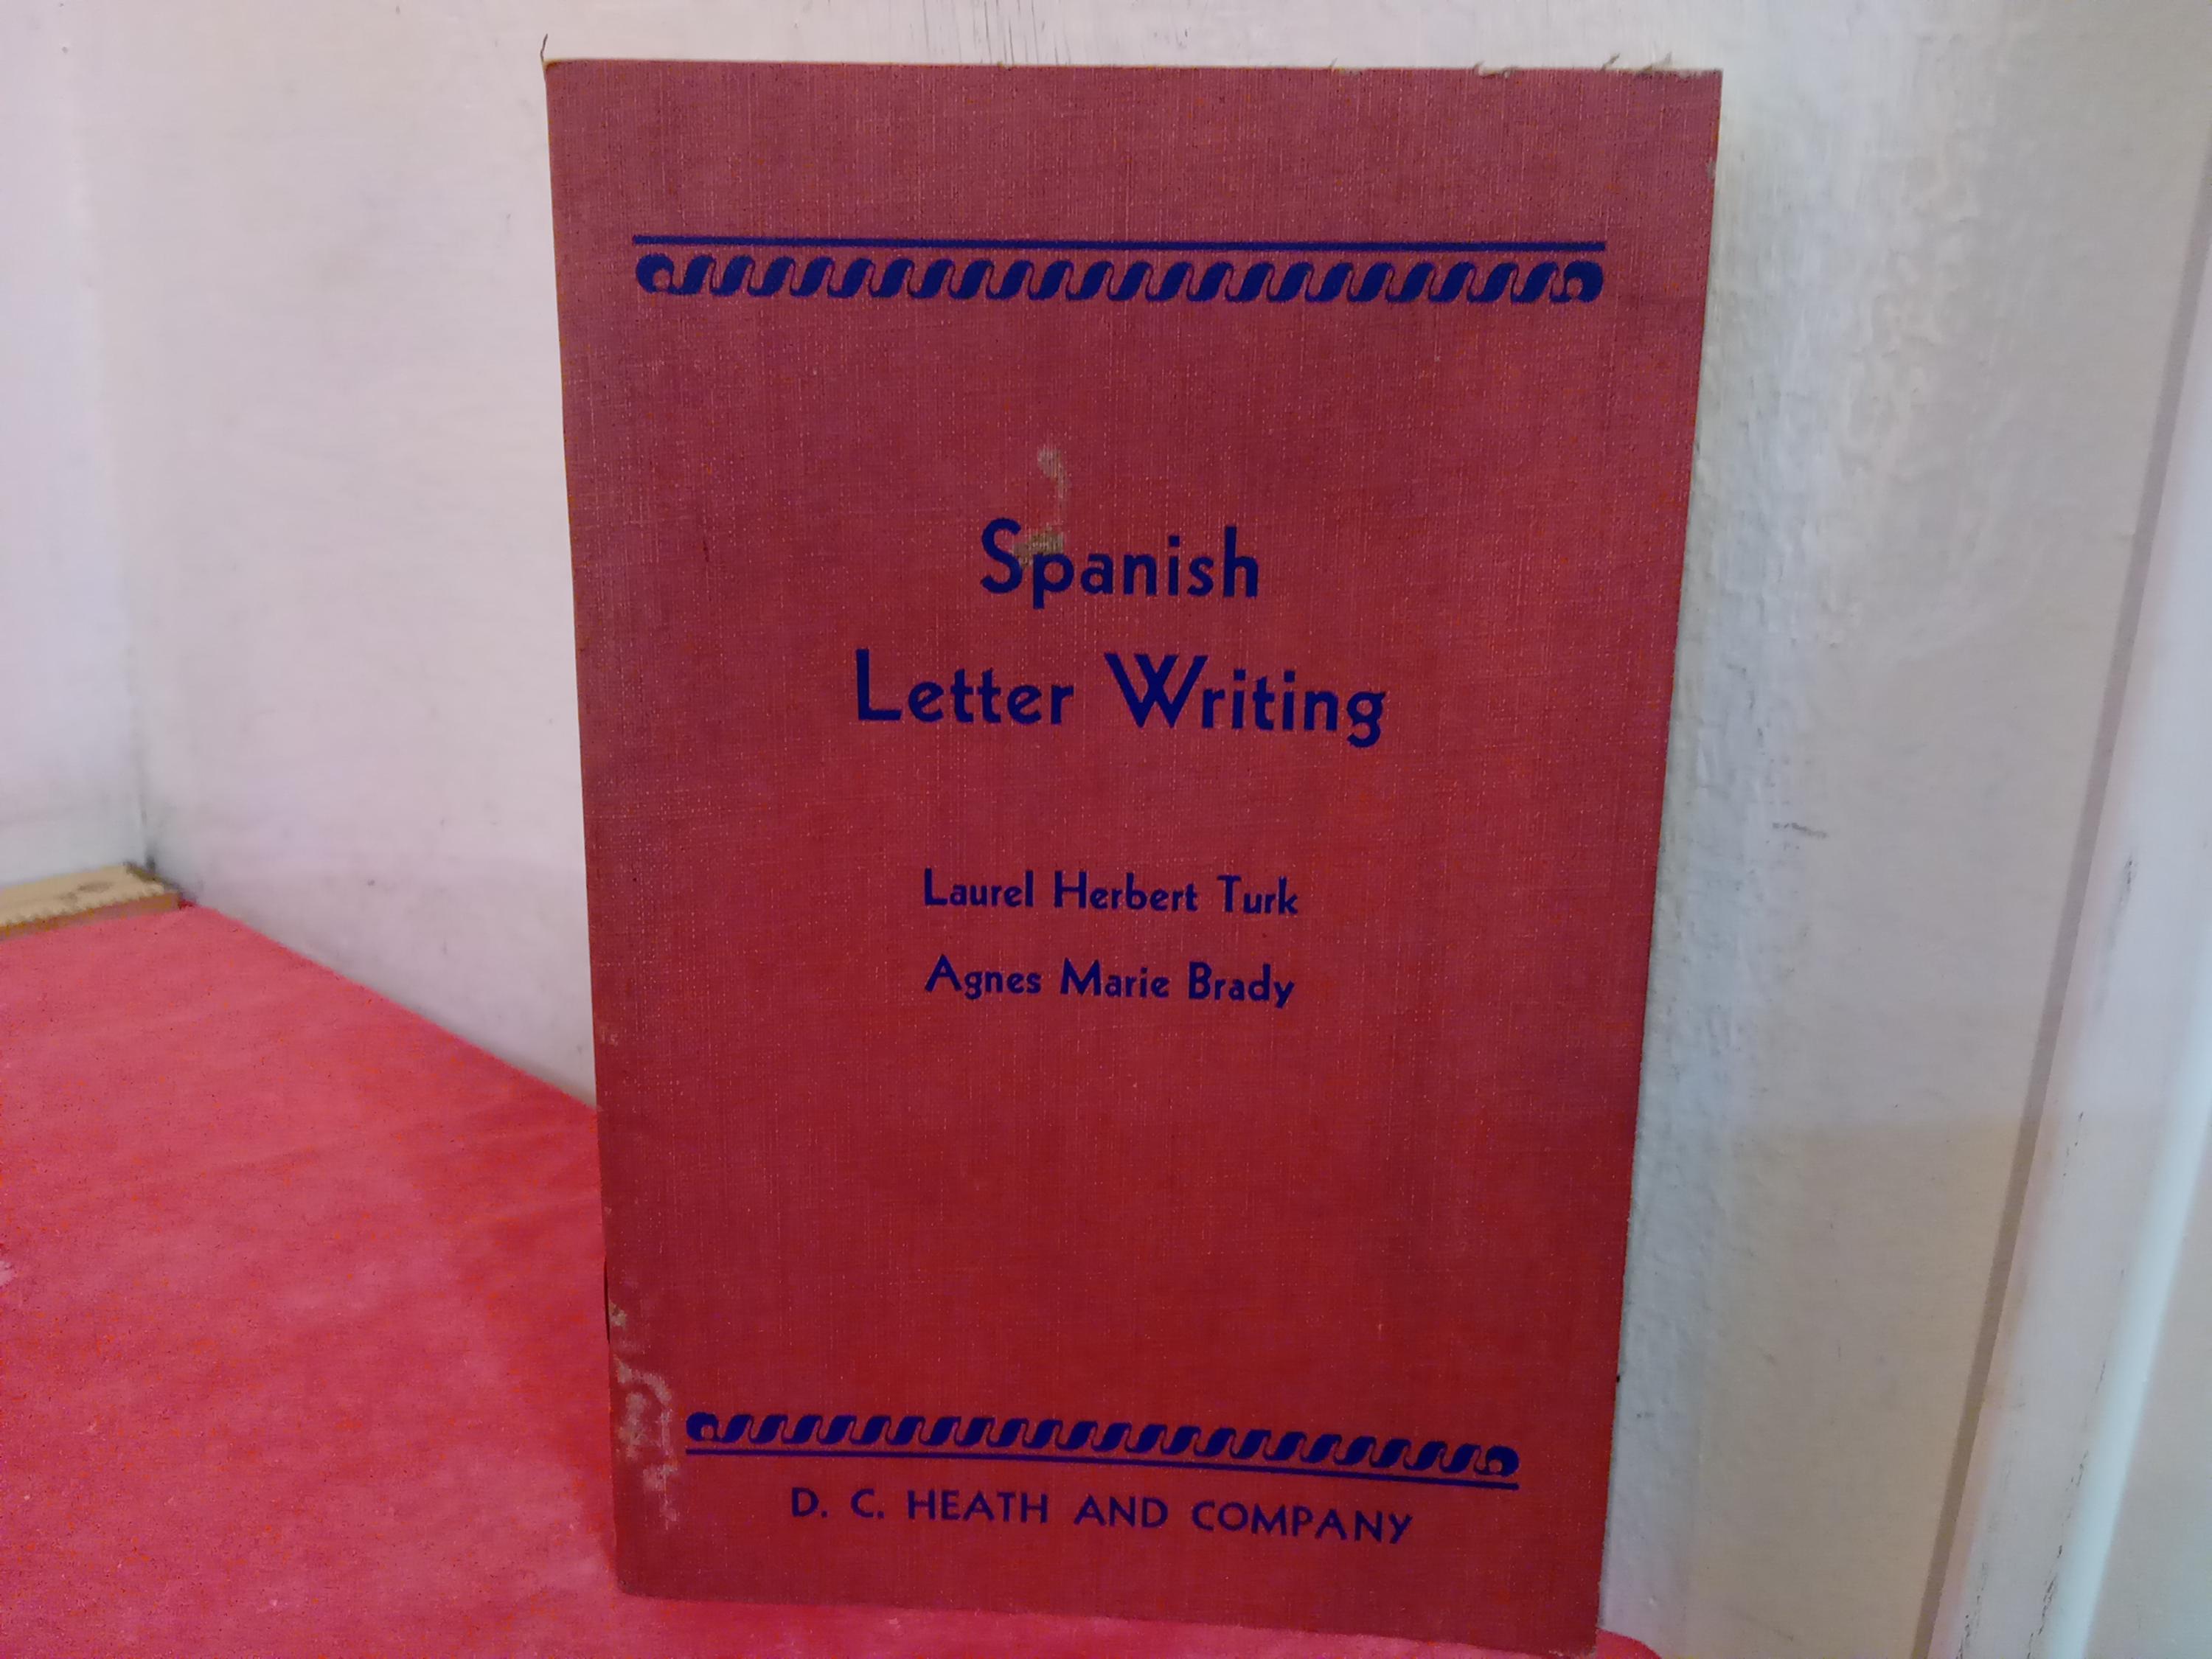 Spanish
Letter Writing
Laurel Herbert Turk
Agnes Marie Brady
D. C. HEATH AND COMPANY